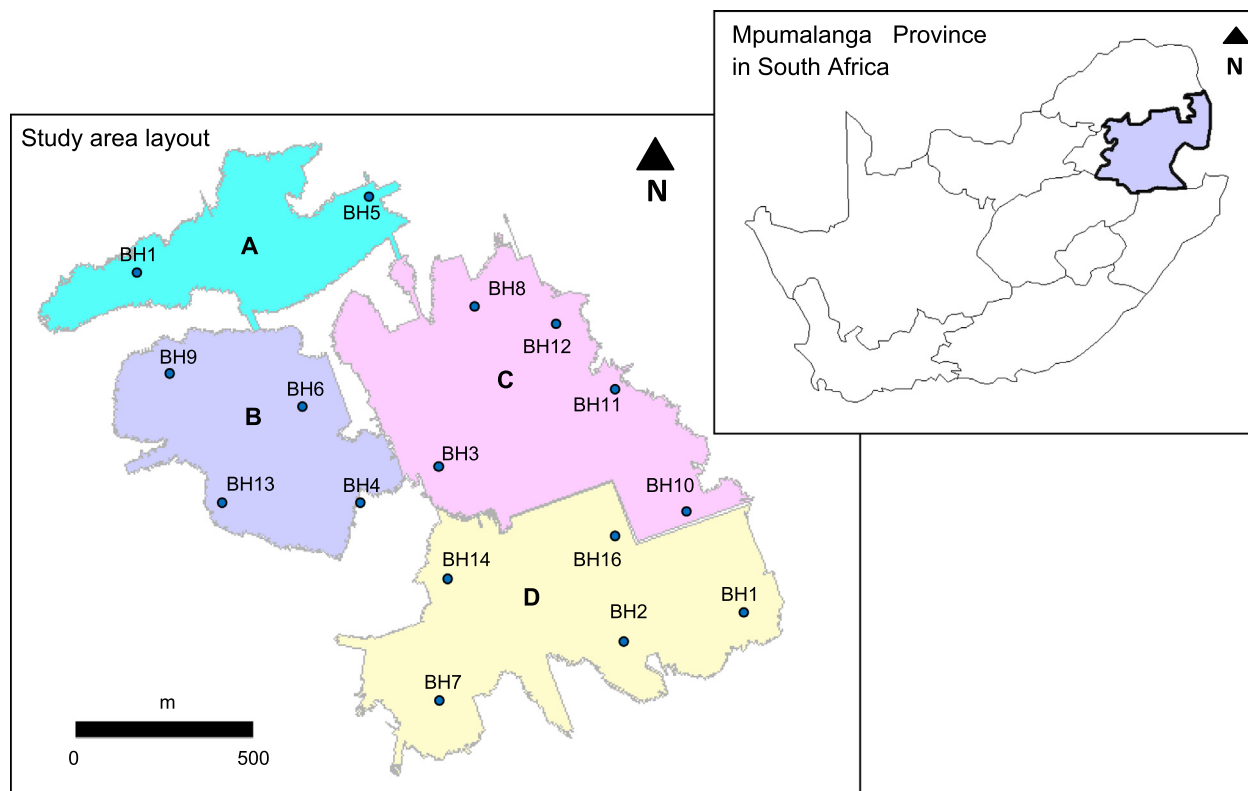 Mpumalanga Province
in South Africa
N
Study area layout
N
BH5
A
BH1
BH8
BH12
BH9
C
BH6
BH11
B
BH3
BH13
BH4
BH10
BH14
BH16
D
BH1
BH2
BH7
m
0
500